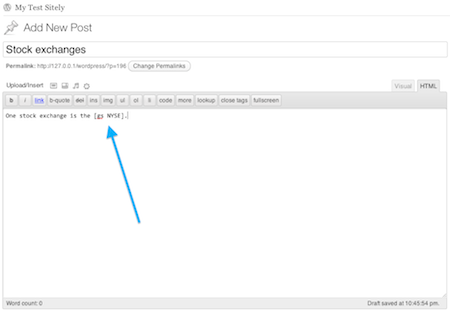 My Test Sitely
Add New Post
Stock exchanges
Permalink: http://127.0.0.1/wordpress/?p=196 Change Permalinks
Upload/Insert Visual HTML
b i link b-quote del ins img ul ol li code more lookup close tags fullscreen
One stock exchange is the [gs NYSE].
Word count: 0 Draft saved at 10:45:54 pm.